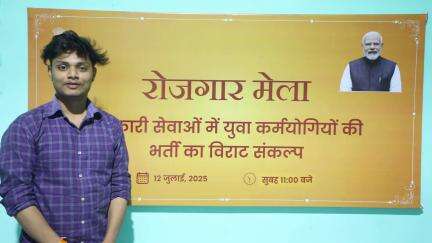 रोजगार मेला
कारी सेवाओं में युवा कर्मयोगियों की
भर्ती का विराट संकल्प
12 जुलाई, 2025 सुबह 11:00 बजे